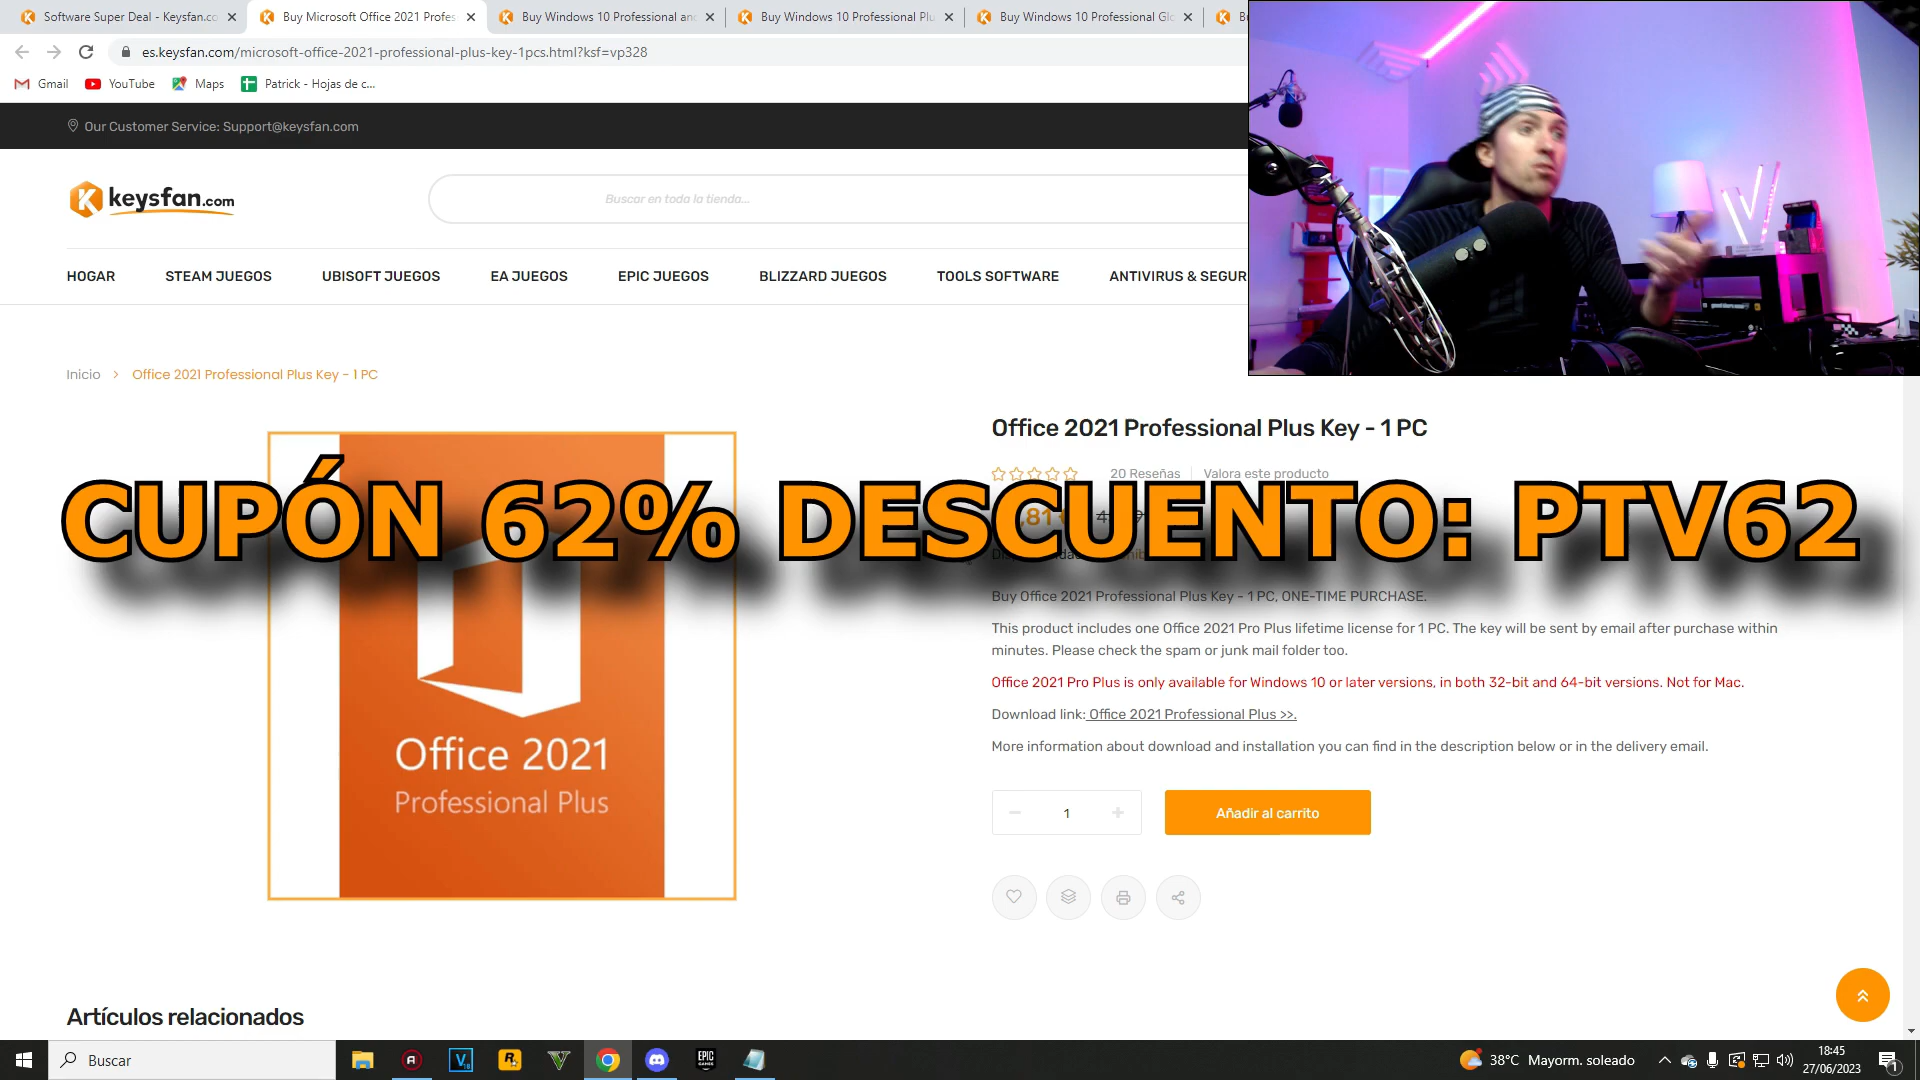 Software Super Deal - Keysfan.co
Buy Microsoft Office 2021 Profes
Buy Windows 10 Professional an
Buy Windows 10 Professional Plu
Buy Windows 10 Professional Glo
es.keysfan.com/microsoft-office-2021-professional-plus-key-1pcs.html?ksf=vp328
Gmail
YouTube
Maps
Patrick - Hojas de c...
Our Customer Service: Support@keysfan.com
keysfan.com
Buscar en toda la tienda...
HOGAR
STEAM JUEGOS
UBISOFT JUEGOS
EA JUEGOS
EPIC JUEGOS
BLIZZARD JUEGOS
TOOLS SOFTWARE
ANTIVIRUS & SEGUR
Inicio
Office 2021 Professional Plus Key - 1 PC
Office 2021 Professional Plus Key - 1 PC
20 Reseñas
Valora este producto
CUPÓN 62% DESCUENTO: PTV62
Buy Office 2021 Professional Plus Key - 1 PC, ONE-TIME PURCHASE.
This product includes one Office 2021 Pro Plus lifetime license for 1 PC. The key will be sent by email after purchase within
minutes. Please check the spam or junk mail folder too.
Office 2021 Pro Plus is only available for Windows 10 or later versions, in both 32-bit and 64-bit versions. Not for Mac.
Download link: Office 2021 Professional Plus >>.
More information about download and installation you can find in the description below or in the delivery email.
Office 2021
Professional Plus
1
Añadir al carrito
Artículos relacionados
Buscar
EPIC
GAMES
38°C Mayorm. soleado
18:45
27/06/2023
1